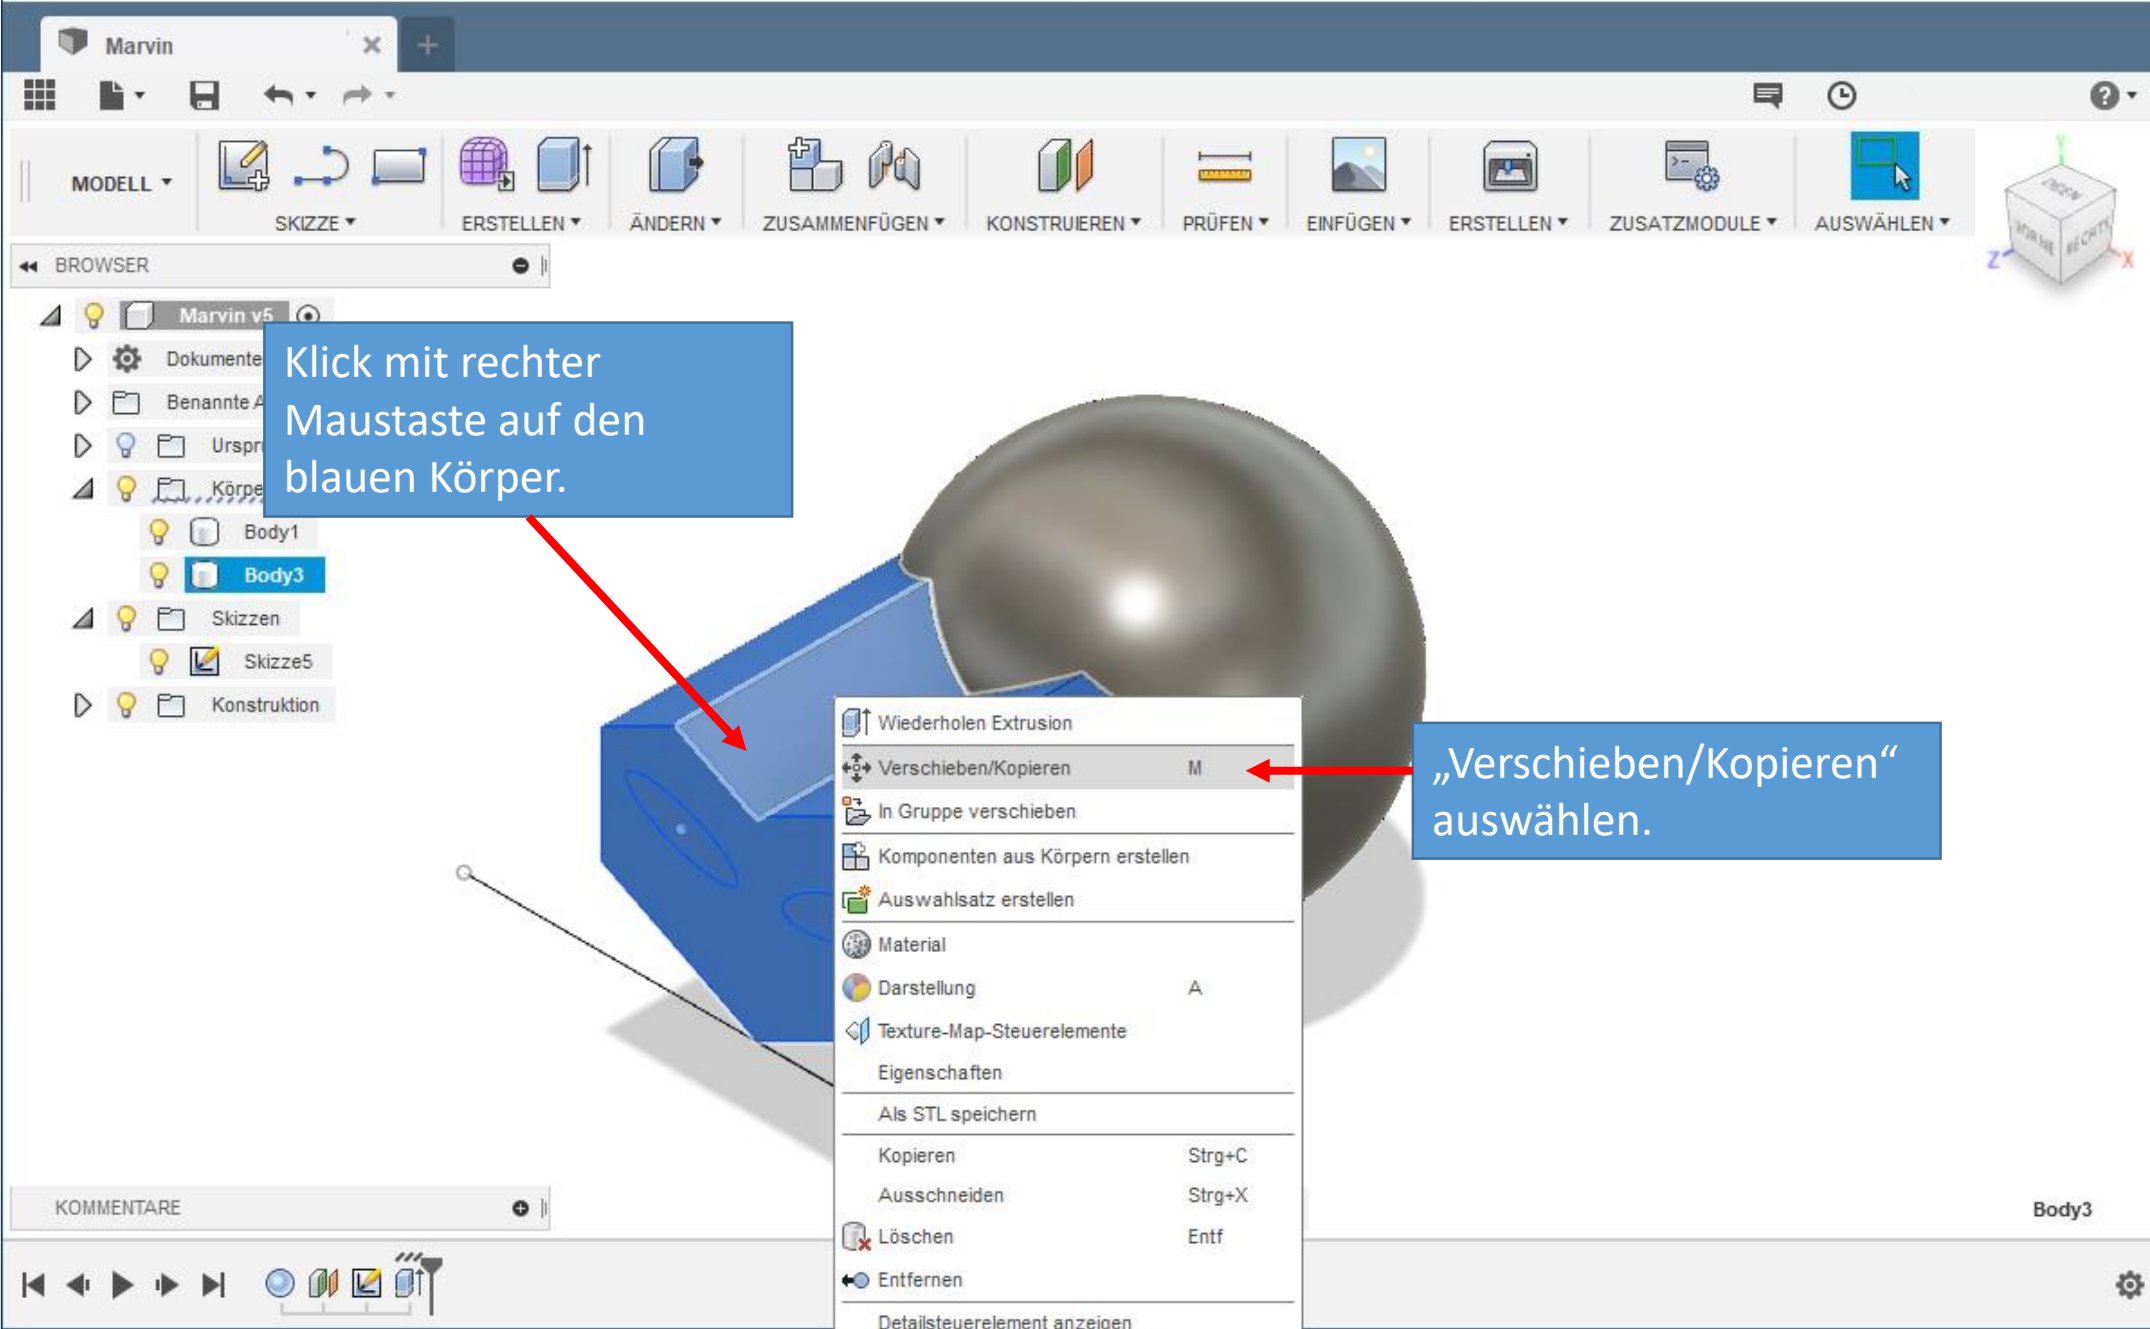 Marvin
MODELL
SKIZZE
ERSTELLEN
ÄNDERN
ZUSAMMENFÜGEN
KONSTRUIEREN
PRÜFEN
EINFÜGEN
ERSTELLEN
ZUSATZMODULE
AUSWÄHLEN
OBEN
VORNE
RECHTS
Y
Z
X
BROWSER
Marvin v5
Dokumente
Benannte A
Urspr
Körpe
Body1
Body3
Skizzen
Skizze5
Konstruktion
Klick mit rechter
Maustaste auf den
blauen Körper.
Wiederholen Extrusion
Verschieben/Kopieren M
In Gruppe verschieben
Komponenten aus Körpern erstellen
Auswahlsatz erstellen
Material
Darstellung A
Texture-Map-Steuerelemente
Eigenschaften
Als STL speichern
Kopieren Strg+C
Ausschneiden Strg+X
Löschen Entf
Entfernen
Detailsteuerelement anzeigen
„Verschieben/Kopieren“
auswählen.
KOMMENTARE
Body3